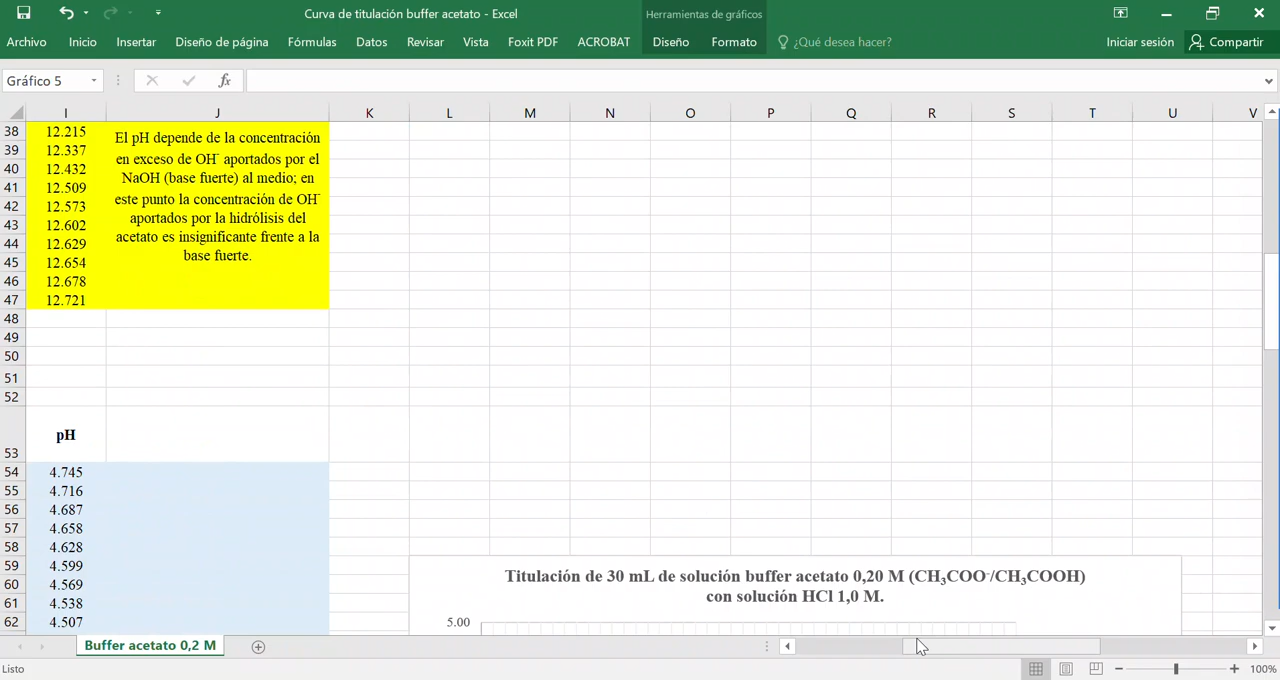 Curva de titulación buffer acetato - Excel
Herramientas de gráficos
Archivo Inicio Insertar Diseño de página Fórmulas Datos Revisar Vista Foxit PDF ACROBAT Diseño Formato ¿Qué desea hacer? Iniciar sesión Compartir
Gráfico 5 fx
I J K L M N O P Q R S T U V
38 12.215
39 12.337
40 12.432
41 12.509
42 12.573
43 12.602
44 12.629
45 12.654
46 12.678
47 12.721
El pH depende de la concentración
en exceso de OH⁻ aportados por el
NaOH (base fuerte) al medio; en
este punto la concentración de OH⁻
aportados por la hidrólisis del
acetato es insignificante frente a la
base fuerte.
48
49
50
51
52
53 pH
54 4.745
55 4.716
56 4.687
57 4.658
58 4.628
59 4.599
60 4.569
61 4.538
62 4.507
Titulación de 30 mL de solución buffer acetato 0,20 M (CH₃COO⁻/CH₃COOH)
con solución HCl 1,0 M.
5.00
Buffer acetato 0,2 M
Listo
100%